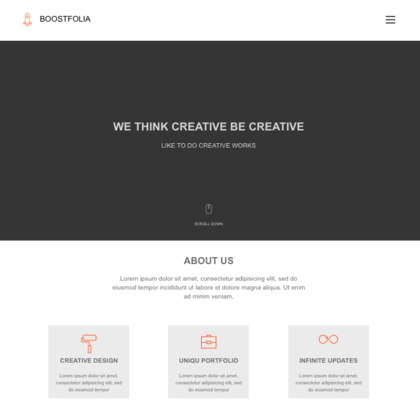 BOOSTFOLIA
WE THINK CREATIVE BE CREATIVE
LIKE TO DO CREATIVE WORKS
SCROLL DOWN
ABOUT US
Lorem ipsum dolor sit amet, consectetur adipisicing elit, sed do
eiusmod tempor incididunt ut labore et dolore magna aliqua. Ut enim
ad minim veniam,
CREATIVE DESIGN
Lorem ipsum dolor sit amet,
consectetur adipisicing elit, sed
do eiusmod tempor
UNIQU PORTFOLIO
Lorem ipsum dolor sit amet,
consectetur adipisicing elit, sed
do eiusmod tempor
INFINITE UPDATES
Lorem ipsum dolor sit amet,
consectetur adipisicing elit, sed
do eiusmod tempor